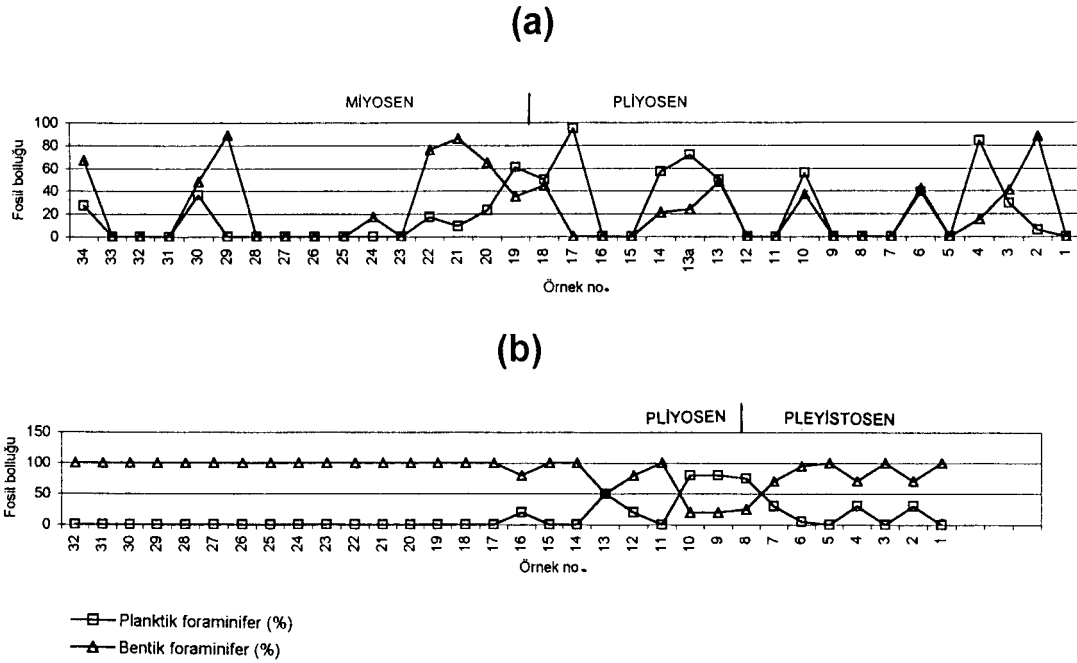 (a)
MİYOSEN
PLİYOSEN
Fosil bolluğu
100
80
60
40
20
0
34 33 32 31 30 29 28 27 26 25 24 23 22 21 20 19 18 17 16 15 14 13a 13 12 11 10 9 8 7 6 5 4 3 2 1
Örnek no.
(b)
PLİYOSEN
PLEYİSTOSEN
Fosil bolluğu
150
100
50
0
32 31 30 29 28 27 26 25 24 23 22 21 20 19 18 17 16 15 14 13 12 11 10 9 8 7 6 5 4 3 2 1
Örnek no.
Planktik foraminifer (%)
Bentik foraminifer (%)